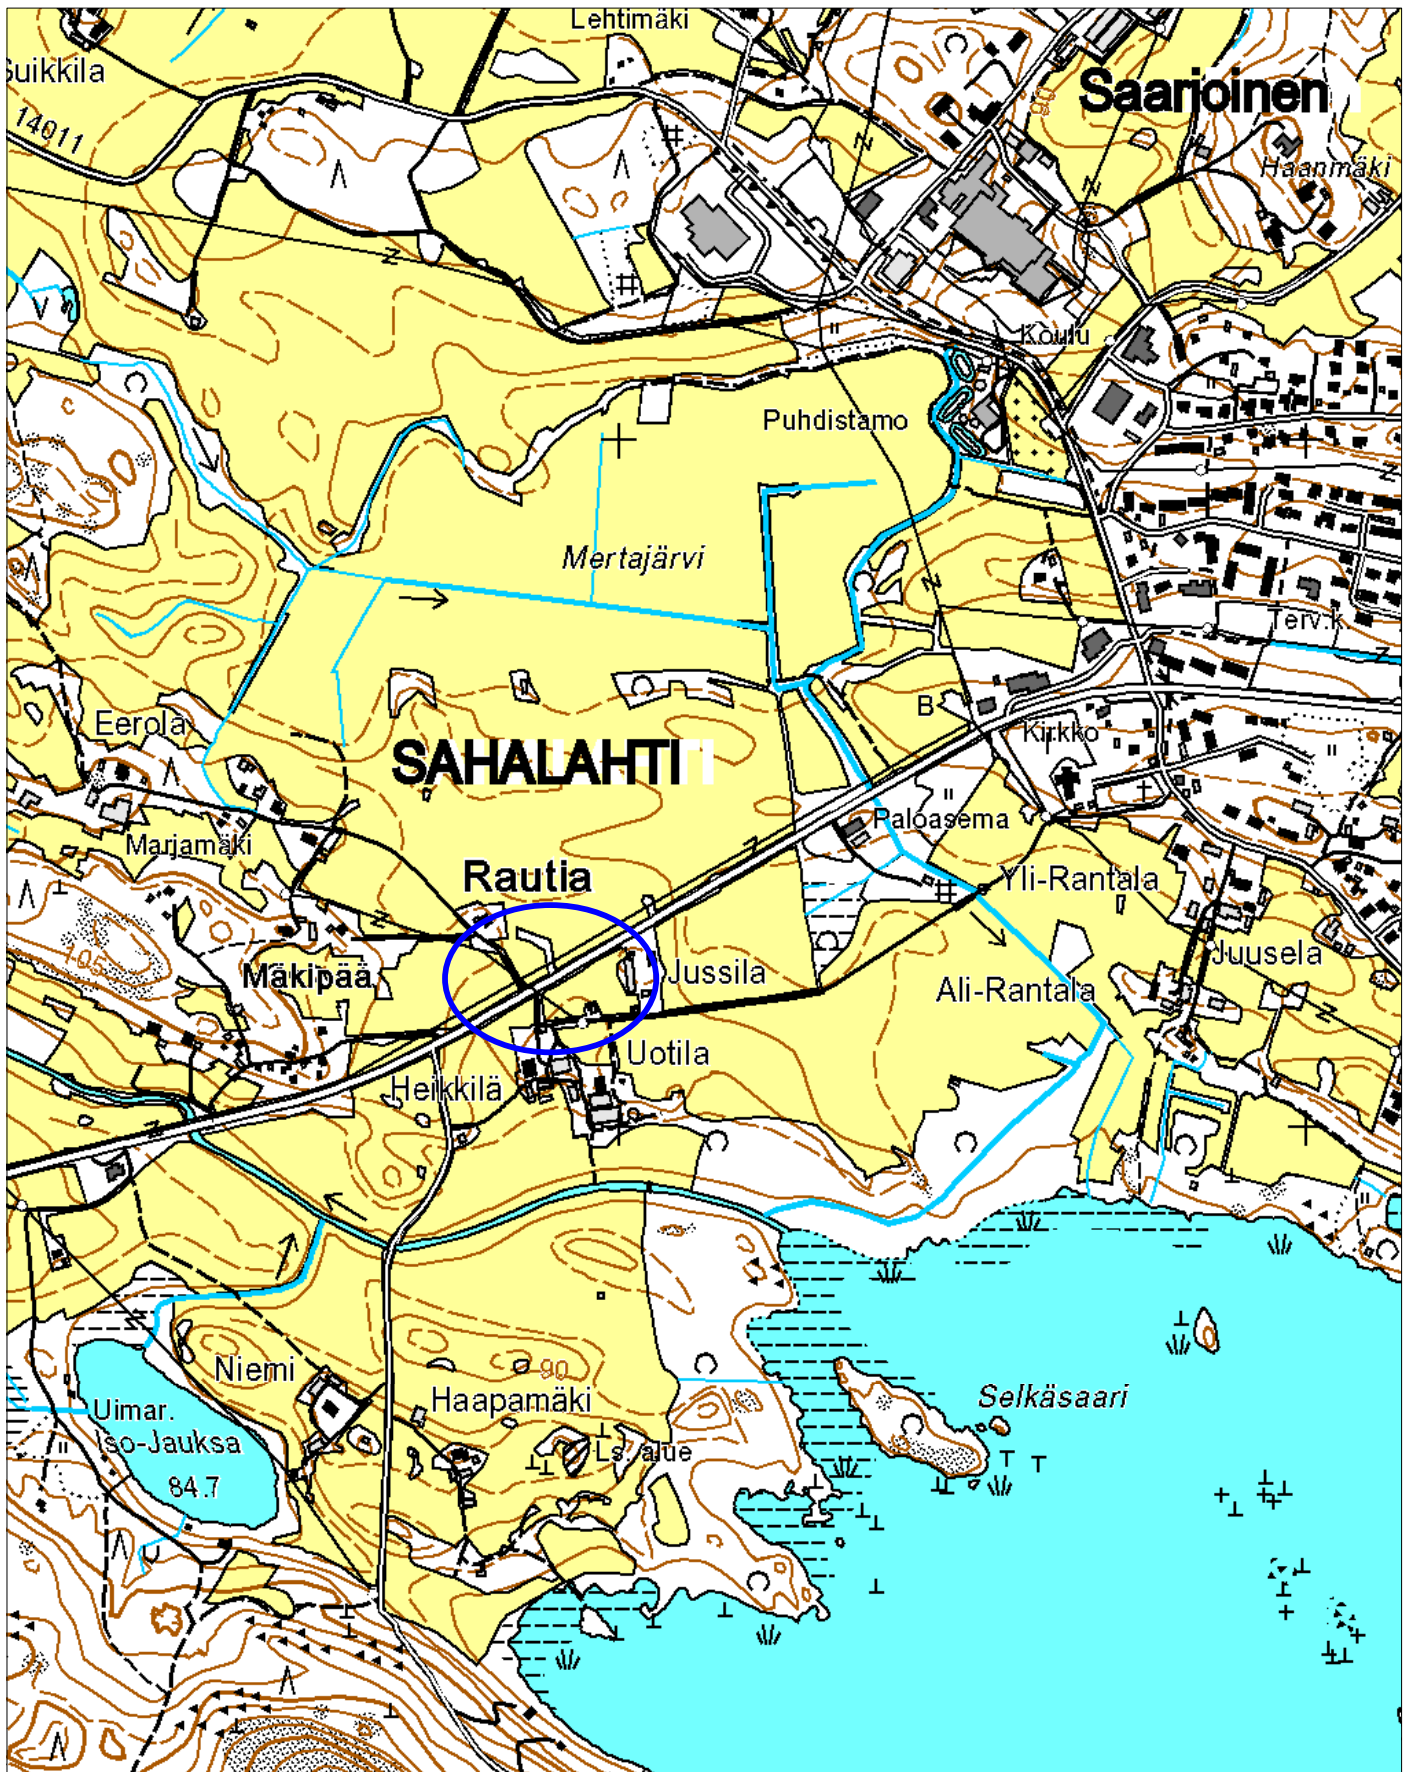 Lehtimäki
Suikkila
Saarioinen
14011
90
Haanmäki
Koulu
Puhdistamo
Mertajärvi
Terv.k
Eerola
B
Kirkko
SAHALAHTI
Paloasema
Marjamäki
Rautia
Yli-Rantala
105
Mäkipää
Jussila
Juusela
Ali-Rantala
Uotila
Heikkilä
Niemi
90
Haapamäki
Selkäsaari
Uimar.
Iso-Jauksa
Ls. alue
84.7